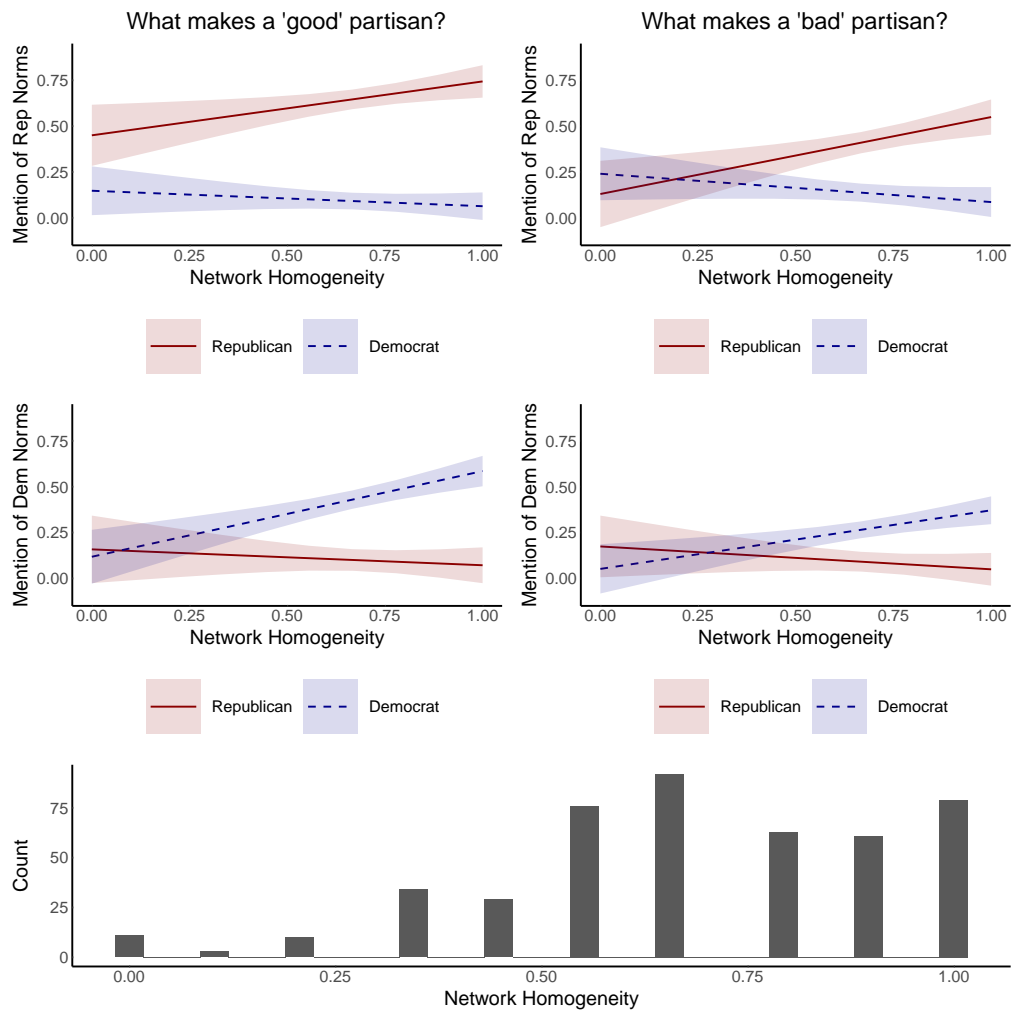 What makes a 'good' partisan?
What makes a 'bad' partisan?
Mention of Rep Norms
0.75
0.50
0.25
0.00
0.00 0.25 0.50 0.75 1.00
Network Homogeneity
Republican Democrat
Mention of Rep Norms
0.75
0.50
0.25
0.00
0.00 0.25 0.50 0.75 1.00
Network Homogeneity
Republican Democrat
Mention of Dem Norms
0.75
0.50
0.25
0.00
0.00 0.25 0.50 0.75 1.00
Network Homogeneity
Republican Democrat
Mention of Dem Norms
0.75
0.50
0.25
0.00
0.00 0.25 0.50 0.75 1.00
Network Homogeneity
Republican Democrat
Count
75
50
25
0
0.00 0.25 0.50 0.75 1.00
Network Homogeneity